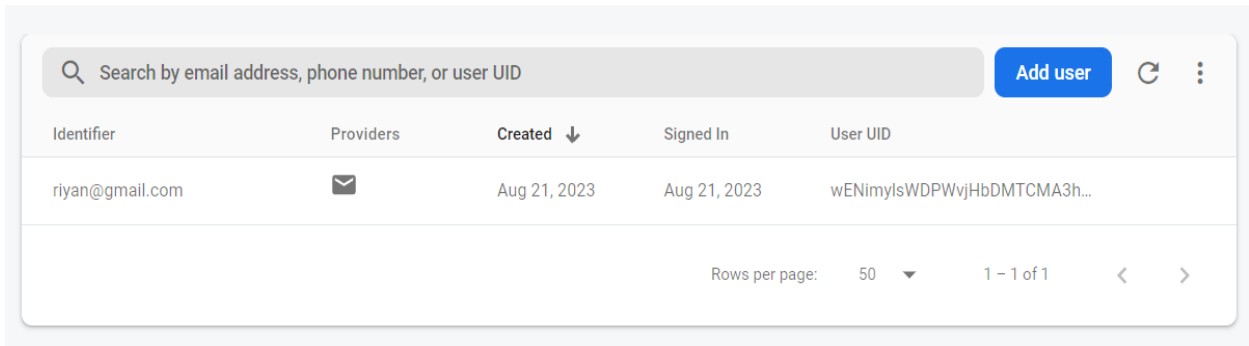 Search by email address, phone number, or user UID Add user
Identifier Providers Created Signed In User UID
riyan@gmail.com Aug 21, 2023 Aug 21, 2023 wENimylsWDPWvjHbDMTCMA3h...
Rows per page: 50 1 – 1 of 1